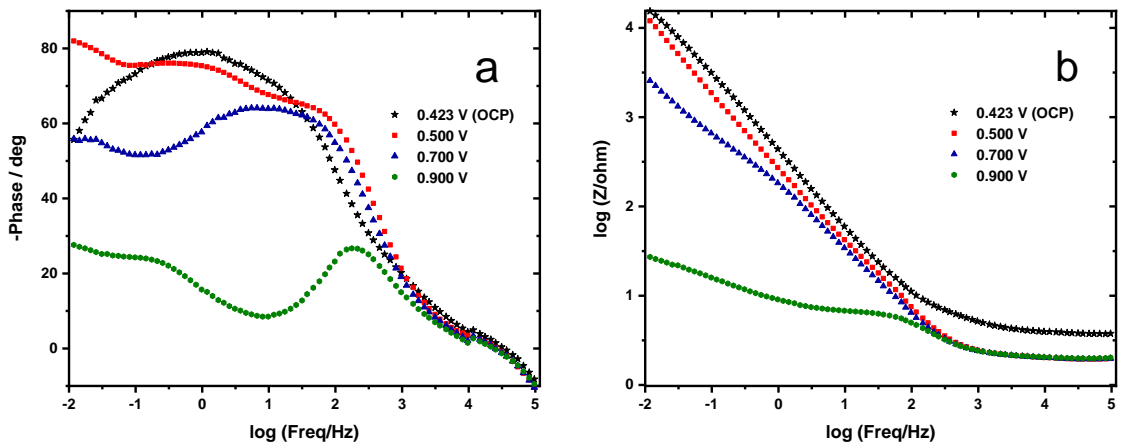 a
80
60
40
20
0
-Phase / deg
0.423 V (OCP)
0.500 V
0.700 V
0.900 V
-2 -1 0 1 2 3 4 5
log (Freq/Hz)
b
4
3
2
1
0
log (Z/ohm)
0.423 V (OCP)
0.500 V
0.700 V
0.900 V
-2 -1 0 1 2 3 4 5
log (Freq/Hz)